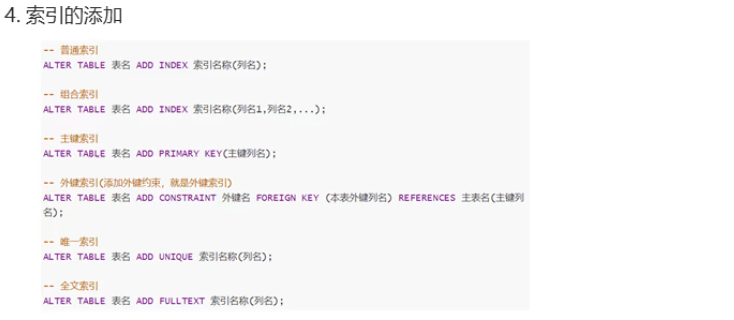 4. 索引的添加
-- 普通索引
ALTER TABLE 表名 ADD INDEX 索引名称(列名);
-- 组合索引
ALTER TABLE 表名 ADD INDEX 索引名称(列名1,列名2,...);
-- 主键索引
ALTER TABLE 表名 ADD PRIMARY KEY(主键列名);
-- 外键索引(添加外键约束，就是外键索引)
ALTER TABLE 表名 ADD CONSTRAINT 外键名 FOREIGN KEY (本表外键列名) REFERENCES 主表名(主键列
名);
-- 唯一索引
ALTER TABLE 表名 ADD UNIQUE 索引名称(列名);
-- 全文索引
ALTER TABLE 表名 ADD FULLTEXT 索引名称(列名);